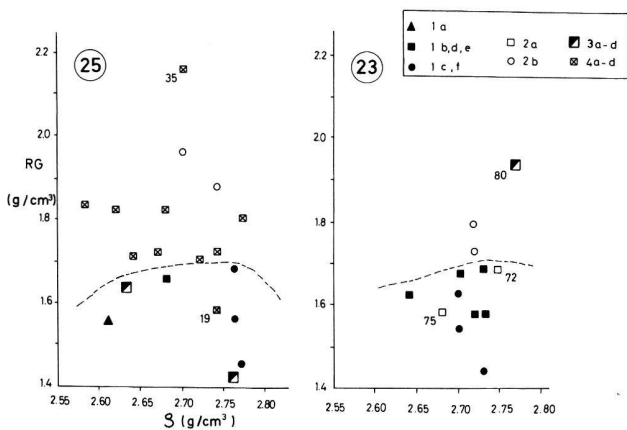 25
23
▲ 1a
■ 1b,d,e
● 1c,f
□ 2a
○ 2b
3a-d
4a-d
RG
(g/cm³)
2.2
2.0
1.8
1.6
1.4
35
19
2.55 2.60 2.65 2.70 2.75 2.80
ρ (g/cm³)
2.2
2.0
1.8
1.6
1.4
80
72
75
2.55 2.60 2.65 2.70 2.75 2.80